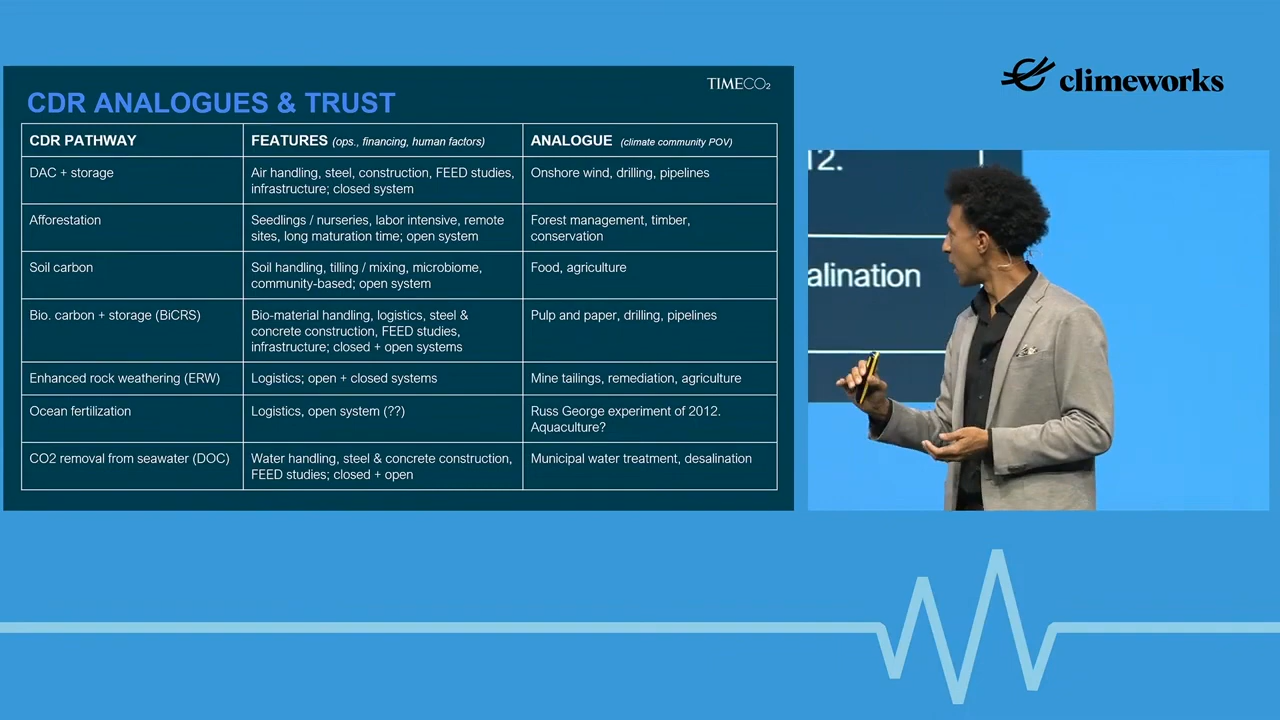 climeworks
TIMECO₂
CDR ANALOGUES & TRUST
CDR PATHWAY
FEATURES (ops., financing, human factors)
ANALOGUE (climate community POV)
DAC + storage
Air handling, steel, construction, FEED studies,
infrastructure; closed system
Onshore wind, drilling, pipelines
Afforestation
Seedlings / nurseries, labor intensive, remote
sites, long maturation time; open system
Forest management, timber,
conservation
Soil carbon
Soil handling, tilling / mixing, microbiome,
community-based; open system
Food, agriculture
Bio. carbon + storage (BiCRS)
Bio-material handling, logistics, steel &
concrete construction, FEED studies,
infrastructure; closed + open systems
Pulp and paper, drilling, pipelines
Enhanced rock weathering (ERW)
Logistics; open + closed systems
Mine tailings, remediation, agriculture
Ocean fertilization
Logistics, open system (??)
Russ George experiment of 2012.
Aquaculture?
CO2 removal from seawater (DOC)
Water handling, steel & concrete construction,
FEED studies; closed + open
Municipal water treatment, desalination
12.
alination